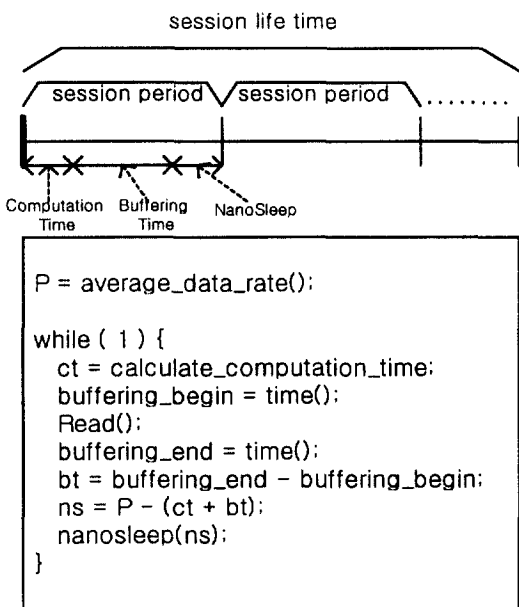 session life time
session period session period ........
Computation Buffering NanoSleep
Time Time
P = average_data_rate();
while ( 1 ) {
ct = calculate_computation_time;
buffering_begin = time();
Read();
buffering_end = time();
bt = buffering_end - buffering_begin;
ns = P - (ct + bt);
nanosleep(ns);
}